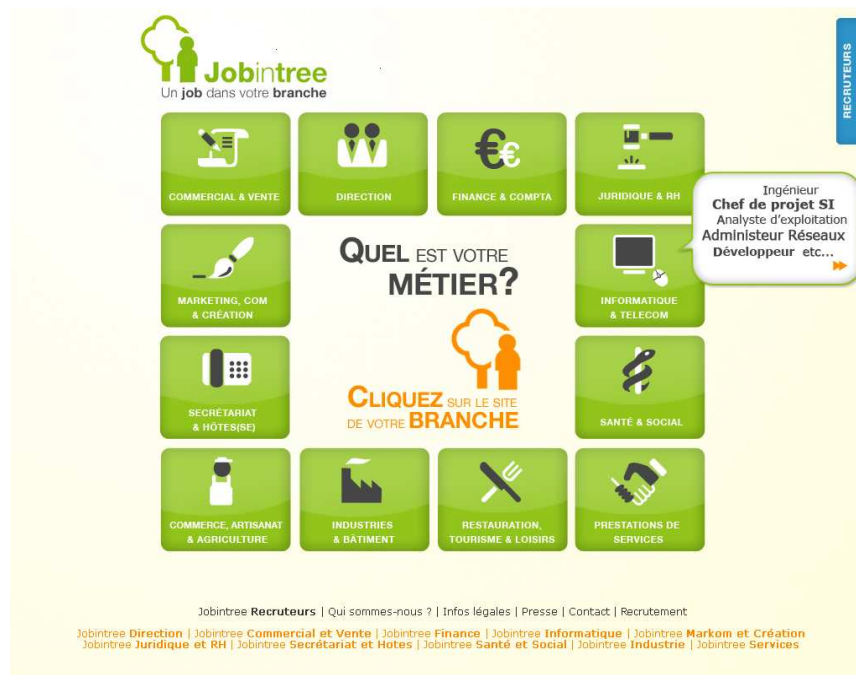 Jobintree
Un job dans votre branche
RECRUTEURS
COMMERCIAL & VENTE
DIRECTION
FINANCE & COMPTA
JURIDIQUE & RH
Ingénieur
Chef de projet SI
Analyste d'exploitation
Administeur Réseaux
Développeur etc...
QUEL EST VOTRE
MÉTIER?
MARKETING, COM
& CRÉATION
INFORMATIQUE
& TELECOM
CLIQUEZ SUR LE SITE
DE VOTRE BRANCHE
SECRÉTARIAT
& HÔTES(SE)
SANTÉ & SOCIAL
COMMERCE, ARTISANAT
& AGRICULTURE
INDUSTRIES
& BÂTIMENT
RESTAURATION,
TOURISME & LOISIRS
PRESTATIONS DE
SERVICES
Jobintree Recruteurs | Qui sommes-nous ? | Infos légales | Presse | Contact | Recrutement
Jobintree Direction | Jobintree Commercial et Vente | Jobintree Finance | Jobintree Informatique | Jobintree Markom et Création
Jobintree Juridique et RH | Jobintree Secrétariat et Hotes | Jobintree Santé et Social | Jobintree Industrie | Jobintree Services